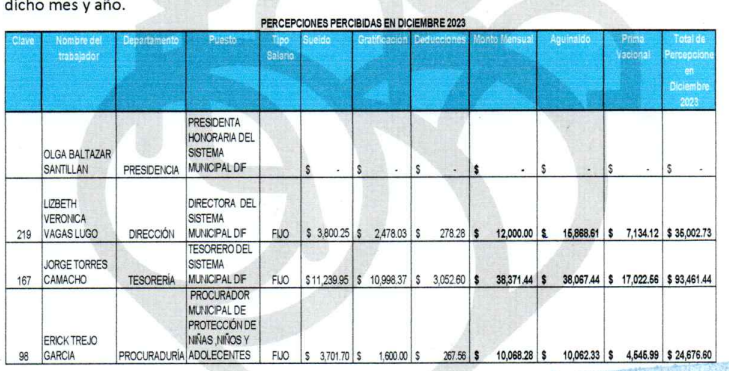 dicho mes y año.
PERCEPCIONES PERCIBIDAS EN DICIEMBRE 2023
Clave Nombre del trabajador Departamento Puesto Tipo Salario Sueldo Gratificación Deducciones Monto Mensual Aguinaldo Prima Vacional Total de Percepcione en Diciembre 2023
OLGA BALTAZAR SANTILLAN PRESIDENCIA PRESIDENTA HONORARIA DEL SISTEMA MUNICIPAL DIF $ - $ - $ - $ - $ - $ - $ -
219 LIZBETH VERONICA VAGAS LUGO DIRECCIÓN DIRECTORA DEL SISTEMA MUNICIPAL DIF FIJO $ 3,800.25 $ 2,478.03 $ 278.28 $ 12,000.00 $ 15,868.61 $ 7,134.12 $ 35,002.73
167 JORGE TORRES CAMACHO TESORERÍA TESORERO DEL SISTEMA MUNICIPAL DIF FIJO $ 11,239.95 $ 10,998.37 $ 3,052.60 $ 38,371.44 $ 38,067.44 $ 17,022.56 $ 93,461.44
98 ERICK TREJO GARCIA PROCURADURÍA PROCURADOR MUNICIPAL DE PROTECCIÓN DE NIÑAS ,NIÑOS Y ADOLECENTES FIJO $ 3,701.70 $ 1,600.00 $ 267.56 $ 10,068.28 $ 10,062.33 $ 4,545.99 $ 24,676.60